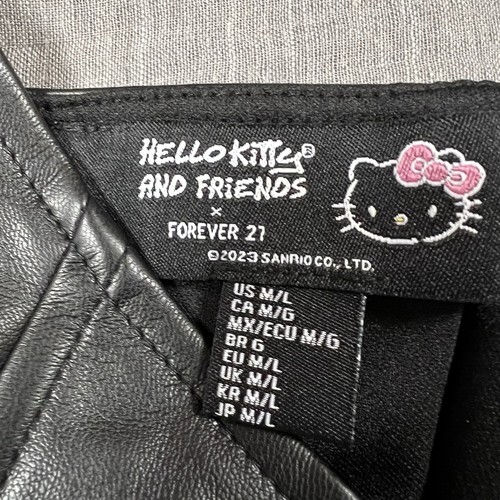 HELLO KITTY®
AND FRIENDS
×
FOREVER 21
©2023 SANRIO CO., LTD.
US M/L
CA M/G
MX/ECU M/G
BR G
EU M/L
UK M/L
KR M/L
JP M/L